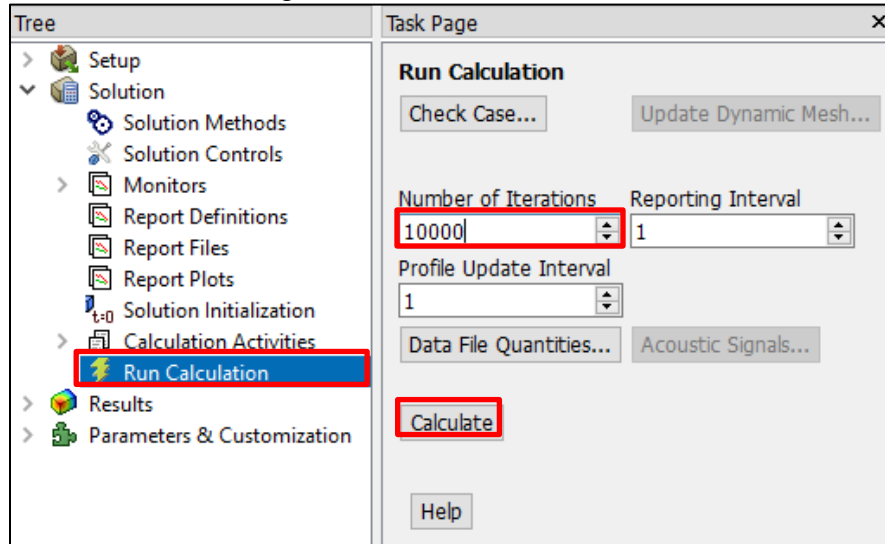 Tree
Setup
Solution
Solution Methods
Solution Controls
Monitors
Report Definitions
Report Files
Report Plots
t=0 Solution Initialization
Calculation Activities
Run Calculation
Results
Parameters & Customization
Task Page
Run Calculation
Check Case... Update Dynamic Mesh...
Number of Iterations Reporting Interval
10000 1
Profile Update Interval
1
Data File Quantities... Acoustic Signals...
Calculate
Help